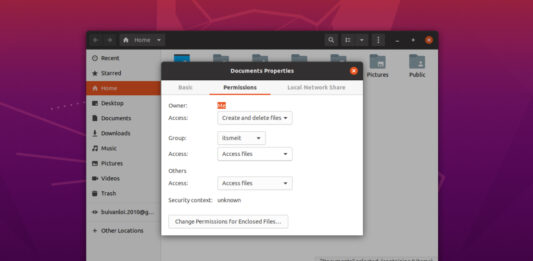 Home
Recent
Starred
Home
Desktop
Documents
Downloads
Music
Pictures
Videos
Trash
buivanloi.2010@g...
Other Locations
Pictures
Public
Documents Properties
Basic
Permissions
Local Network Share
Owner: Me
Access: Create and delete files
Group: itsmeit
Access: Access files
Others
Access: Access files
Security context: unknown
Change Permissions for Enclosed Files...